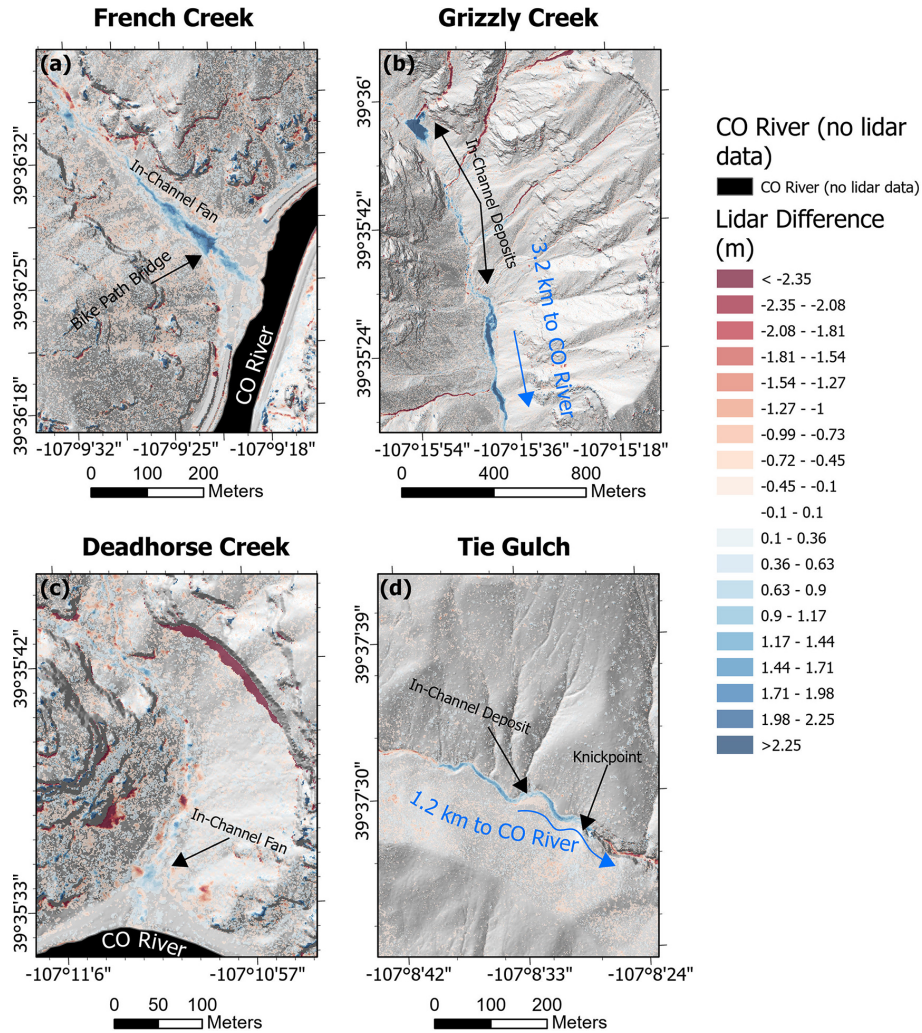 French Creek
Grizzly Creek
(a)
39°36'32"
39°36'25"
39°36'18"
In-Channel Fan
Bike Path Bridge
CO River
-107°9'32"
-107°9'25"
-107°9'18"
0 100 200
Meters
(b)
39°36'
39°35'42"
39°35'24"
In-Channel Deposits
3.2 km to CO River
-107°15'54"
-107°15'36"
-107°15'18"
0 400 800
Meters
CO River (no lidar
data)
CO River (no lidar data)
Lidar Difference
(m)
< -2.35
-2.35 - -2.08
-2.08 - -1.81
-1.81 - -1.54
-1.54 - -1.27
-1.27 - -1
-0.99 - -0.73
-0.72 - -0.45
-0.45 - -0.1
-0.1 - 0.1
0.1 - 0.36
0.36 - 0.63
0.63 - 0.9
0.9 - 1.17
1.17 - 1.44
1.44 - 1.71
1.71 - 1.98
1.98 - 2.25
>2.25
Deadhorse Creek
Tie Gulch
(c)
39°35'42"
39°35'33"
In-Channel Fan
CO River
-107°11'6"
-107°10'57"
0 50 100
Meters
(d)
39°37'39"
39°37'30"
In-Channel Deposit
Knickpoint
1.2 km to CO River
-107°8'42"
-107°8'33"
-107°8'24"
0 100 200
Meters